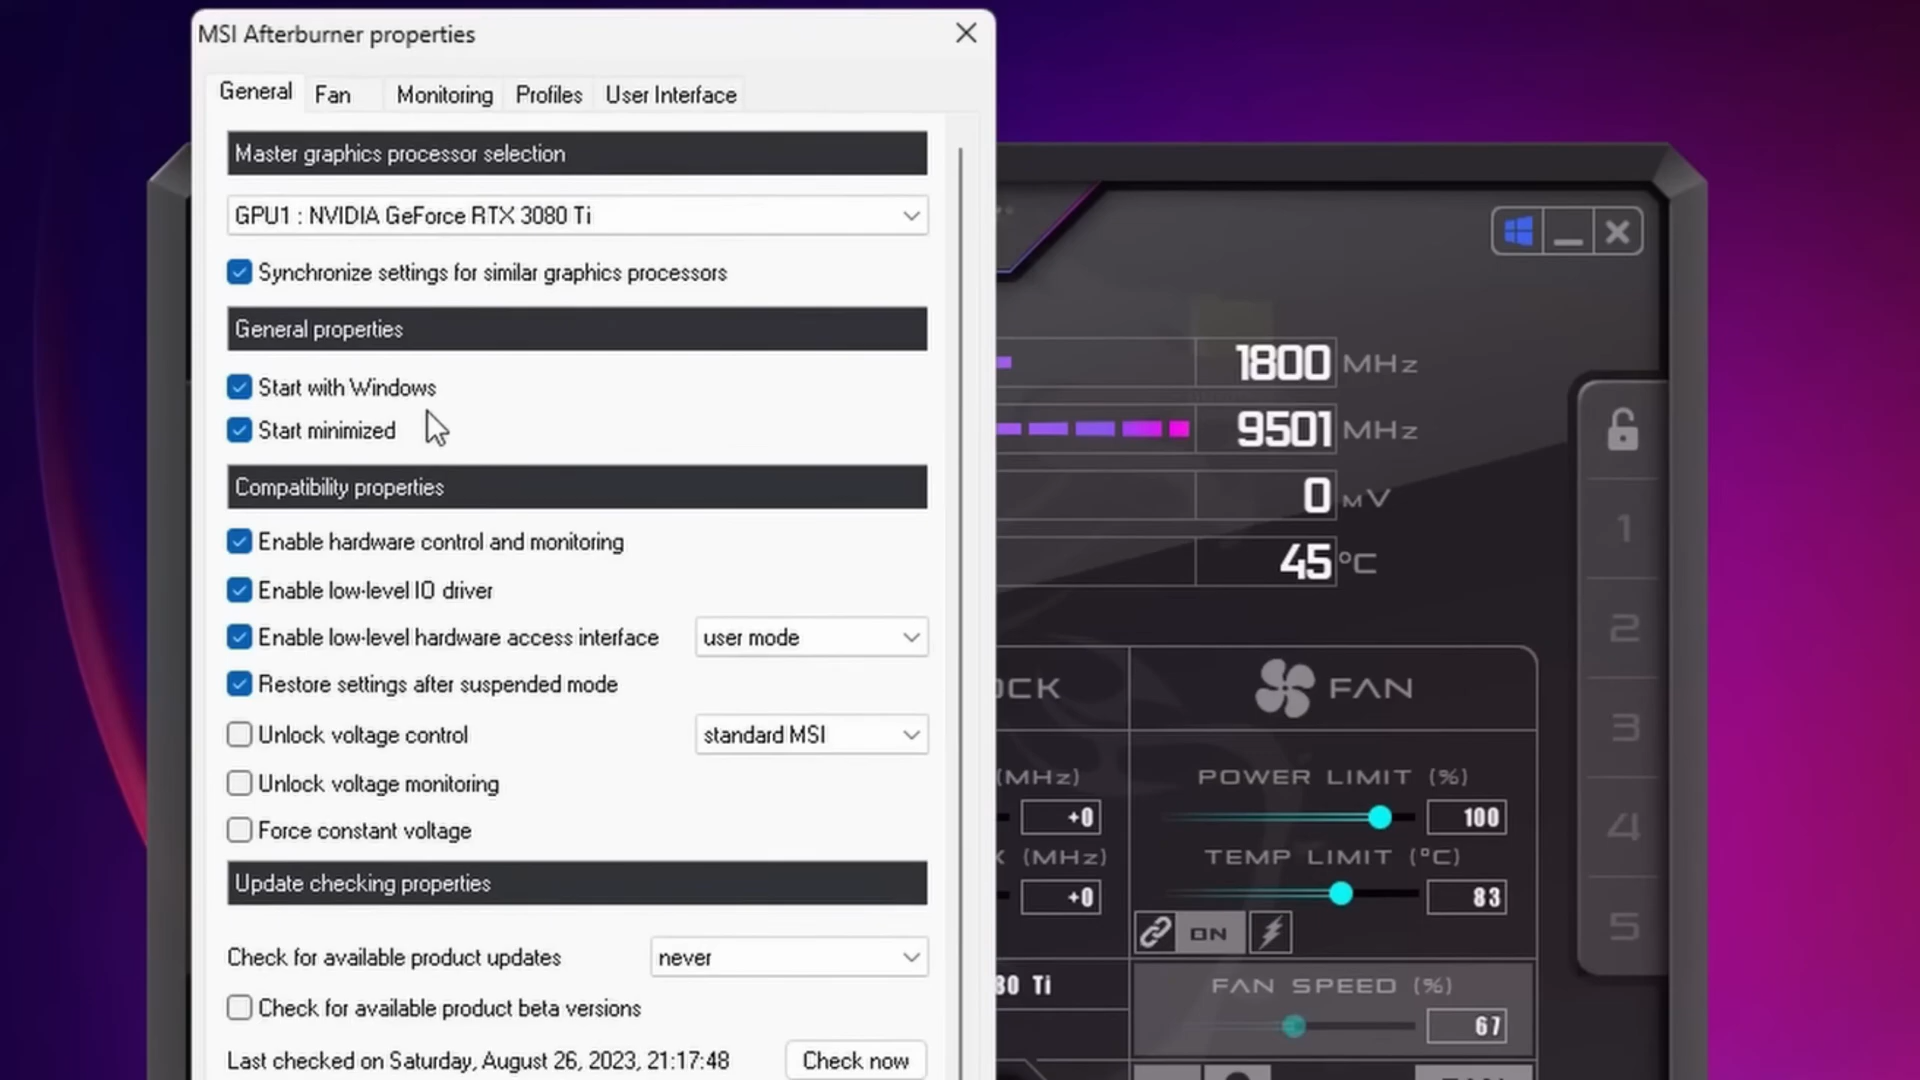 MSI Afterburner properties
General
Fan
Monitoring
Profiles
User Interface
Master graphics processor selection
GPU1 : NVIDIA GeForce RTX 3080 Ti
Synchronize settings for similar graphics processors
General properties
Start with Windows
Start minimized
Compatibility properties
Enable hardware control and monitoring
Enable low-level IO driver
Enable low-level hardware access interface
user mode
Restore settings after suspended mode
Unlock voltage control
standard MSI
Unlock voltage monitoring
Force constant voltage
Update checking properties
Check for available product updates
never
Check for available product beta versions
Last checked on Saturday, August 26, 2023, 21:17:48
Check now
1800 MHz
9501 MHz
0 mV
45 °C
FAN
(MHz)
+0
(MHz)
+0
POWER LIMIT (%)
100
TEMP LIMIT (°C)
83
ON
80 Ti
FAN SPEED (%)
67
1
2
3
4
5